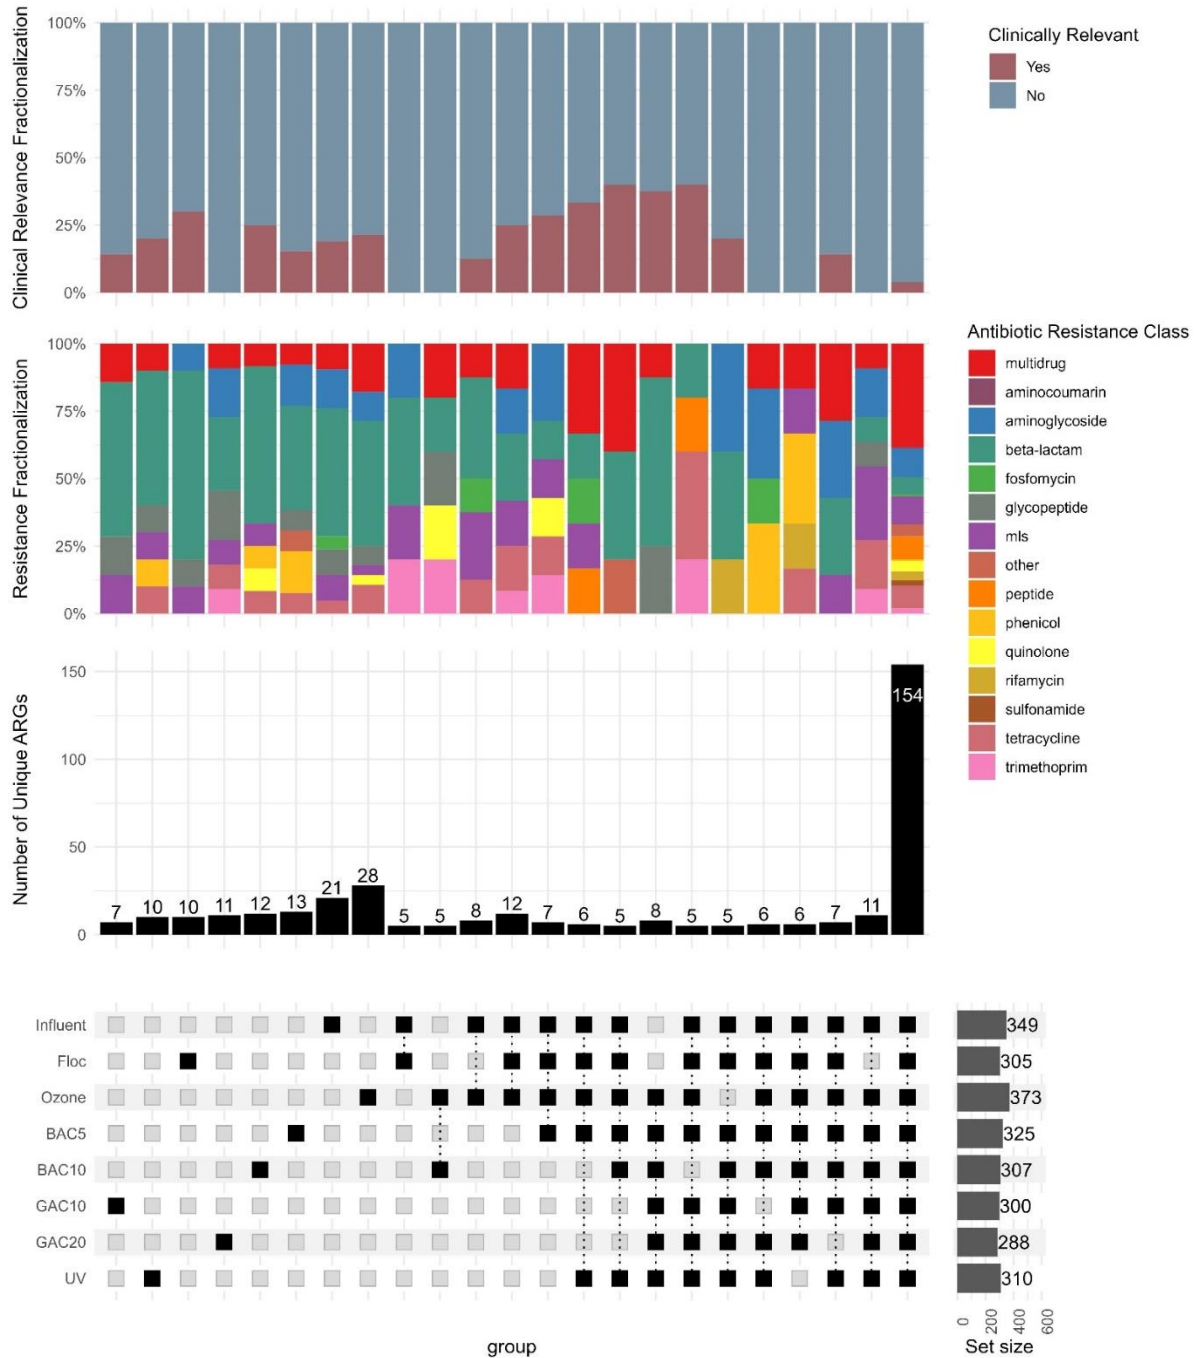 Clinical Relevance Fractionalization
100%
75%
50%
25%
0%
Clinically Relevant
Yes
No
Resistance Fractionalization
100%
75%
50%
25%
0%
Antibiotic Resistance Class
multidrug
aminocoumarin
aminoglycoside
beta-lactam
fosfomycin
glycopeptide
mls
other
peptide
phenicol
quinolone
rifamycin
sulfonamide
tetracycline
trimethoprim
Number of Unique ARGs
150
100
50
0
7 10 10 11 12 13 21 28 5 5 8 12 7 6 5 8 5 5 6 6 7 11 154
Influent 349
Floc 305
Ozone 373
BAC5 325
BAC10 307
GAC10 300
GAC20 288
UV 310
0 200 400 600
group
Set size